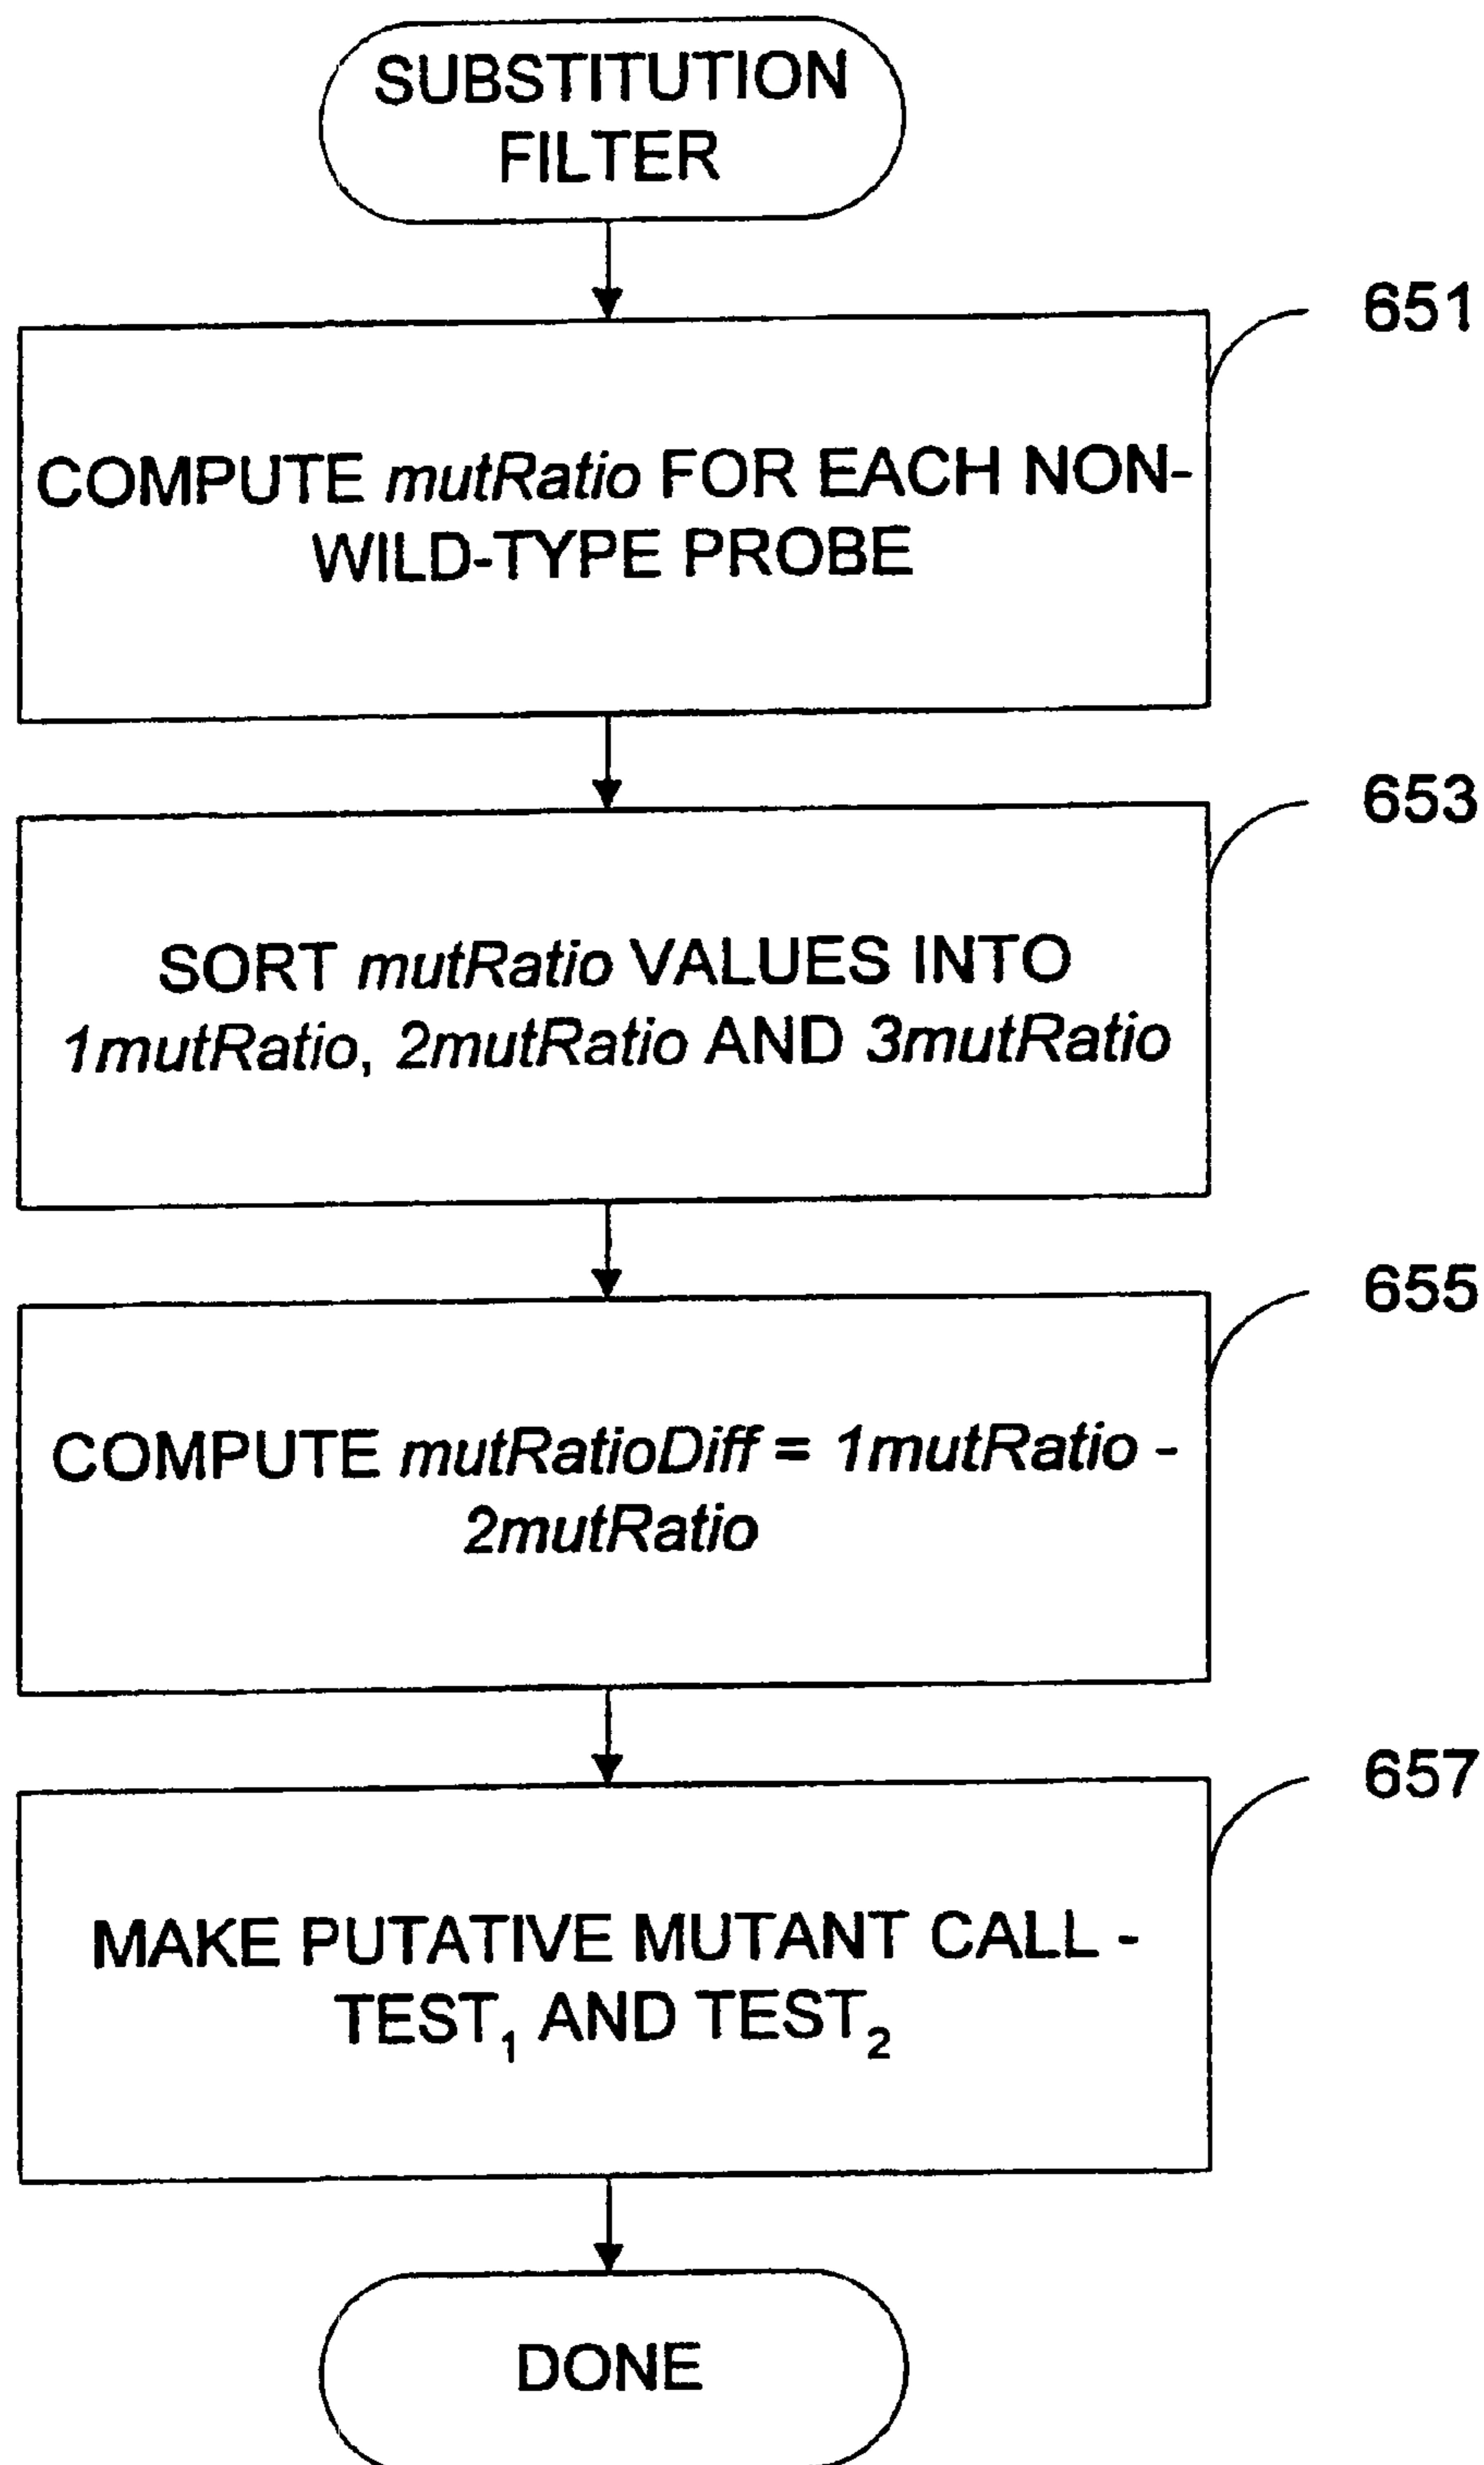 SUBSTITUTION
FILTER
651
COMPUTE mutRatio FOR EACH NON-
WILD-TYPE PROBE
653
SORT mutRatio VALUES INTO
1mutRatio, 2mutRatio AND 3mutRatio
655
COMPUTE mutRatioDiff = 1mutRatio -
2mutRatio
657
MAKE PUTATIVE MUTANT CALL -
TEST₁ AND TEST₂
DONE